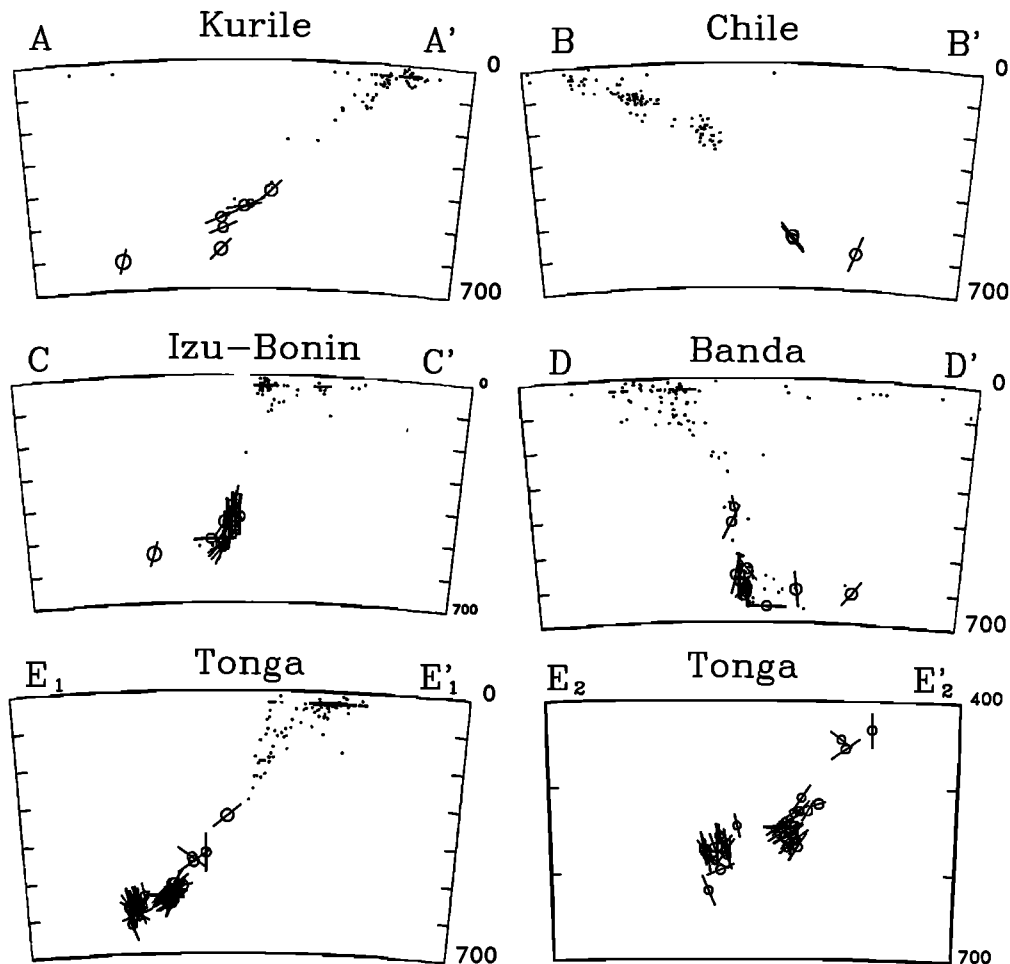 A Kurile A' 0
700
B Chile B' 0
700
C Izu-Bonin C' 0
700
D Banda D' 0
700
E₁ Tonga E'₁ 0
700
E₂ Tonga E'₂ 400
700